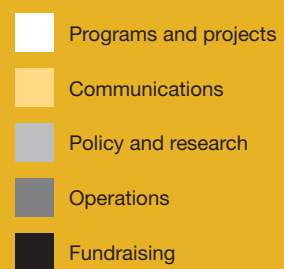 Programs and projects
Communications
Policy and research
Operations
Fundraising